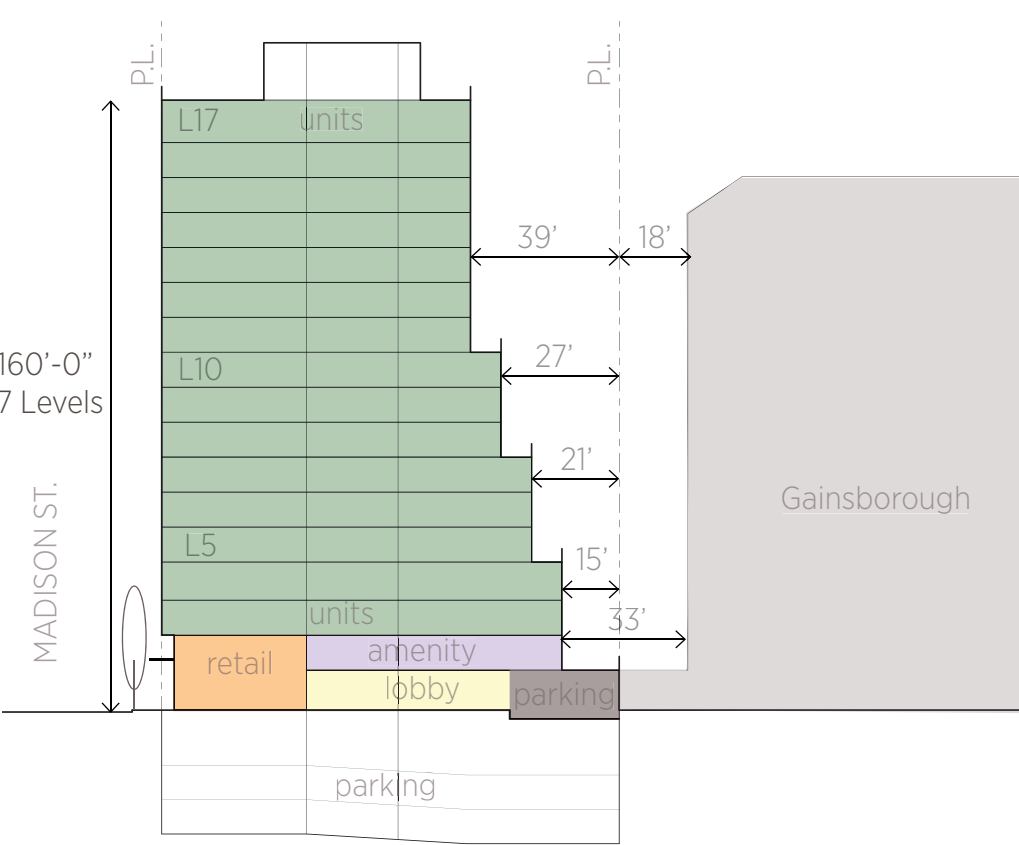 P.L.
P.L.
L17
units
39’
18’
160’-0”
7 Levels
L10
27’
21’
Gainsborough
MADISON ST.
L5
15’
units
33’
retail
amenity
lobby
parking
parking